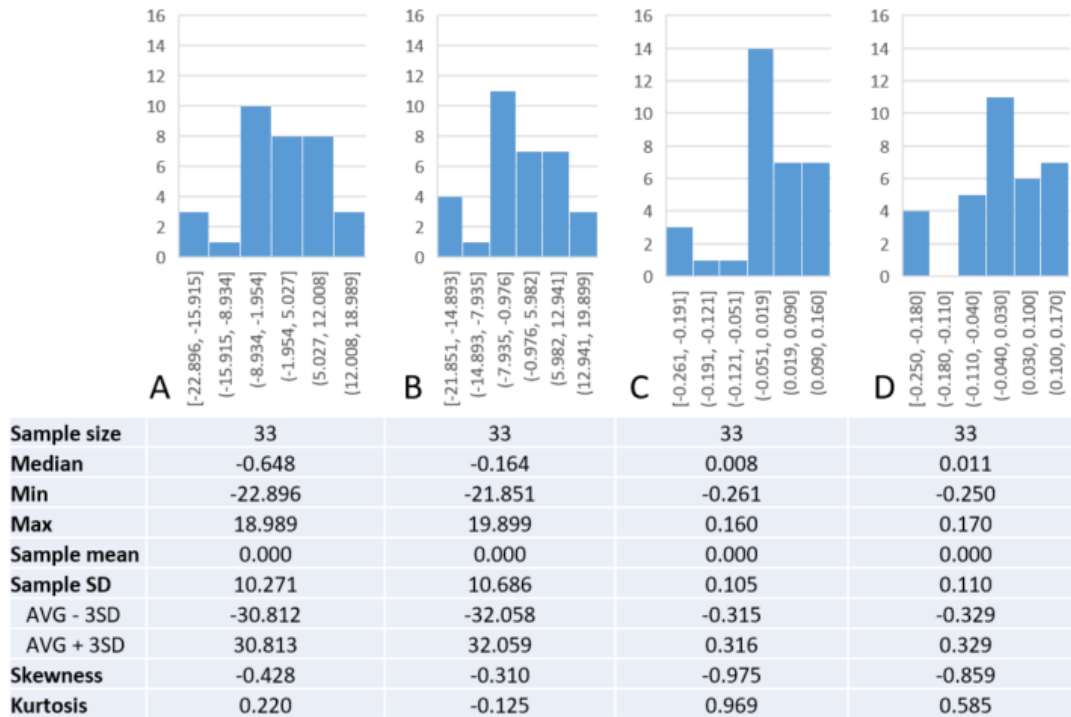 16 16 16 16
14 14 14 14
12 12 12 12
10 10 10 10
8 8 8 8
6 6 6 6
4 4 4 4
2 2 2 2
0 0 0 0
A
[-22.896, -15.915]
(-15.915, -8.934]
(-8.934, -1.954]
(-1.954, 5.027]
(5.027, 12.008]
(12.008, 18.989]
B
[-21.851, -14.893]
(-14.893, -7.935]
(-7.935, -0.976]
(-0.976, 5.982]
(5.982, 12.941]
(12.941, 19.899]
C
[-0.261, -0.191]
(-0.191, -0.121]
(-0.121, -0.051]
(-0.051, 0.019]
(0.019, 0.090]
(0.090, 0.160]
D
[-0.250, -0.180]
(-0.180, -0.110]
(-0.110, -0.040]
(-0.040, 0.030]
(0.030, 0.100]
(0.100, 0.170]
Sample size 33 33 33 33
Median -0.648 -0.164 0.008 0.011
Min -22.896 -21.851 -0.261 -0.250
Max 18.989 19.899 0.160 0.170
Sample mean 0.000 0.000 0.000 0.000
Sample SD 10.271 10.686 0.105 0.110
AVG - 3SD -30.812 -32.058 -0.315 -0.329
AVG + 3SD 30.813 32.059 0.316 0.329
Skewness -0.428 -0.310 -0.975 -0.859
Kurtosis 0.220 -0.125 0.969 0.585